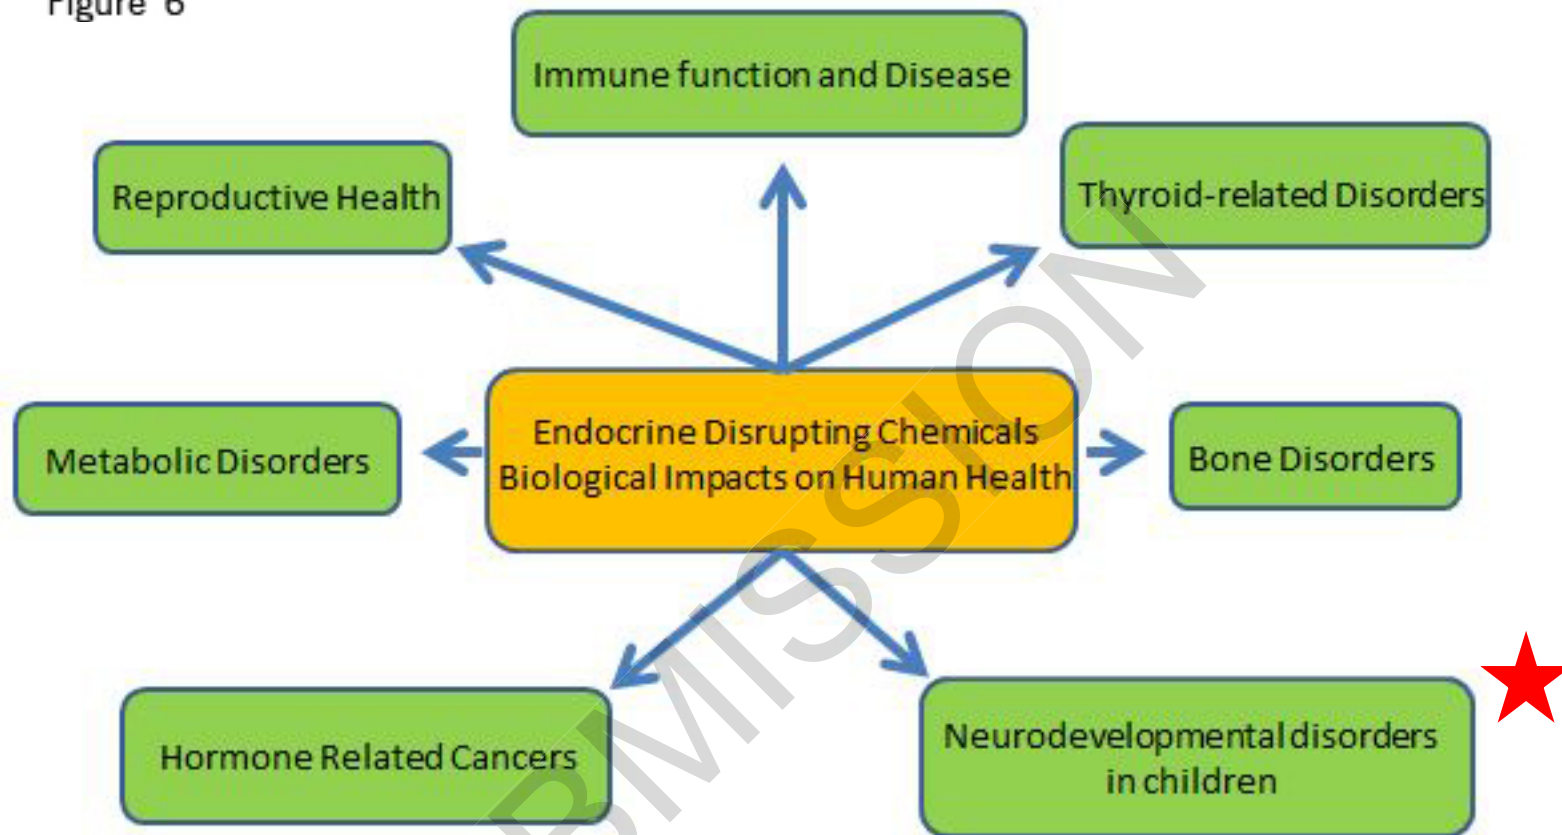 Figure 6
Immune function and Disease
Reproductive Health
Thyroid-related Disorders
Endocrine Disrupting Chemicals
Biological Impacts on Human Health
Metabolic Disorders
Bone Disorders
Hormone Related Cancers
Neurodevelopmental disorders
in children
BMISSION